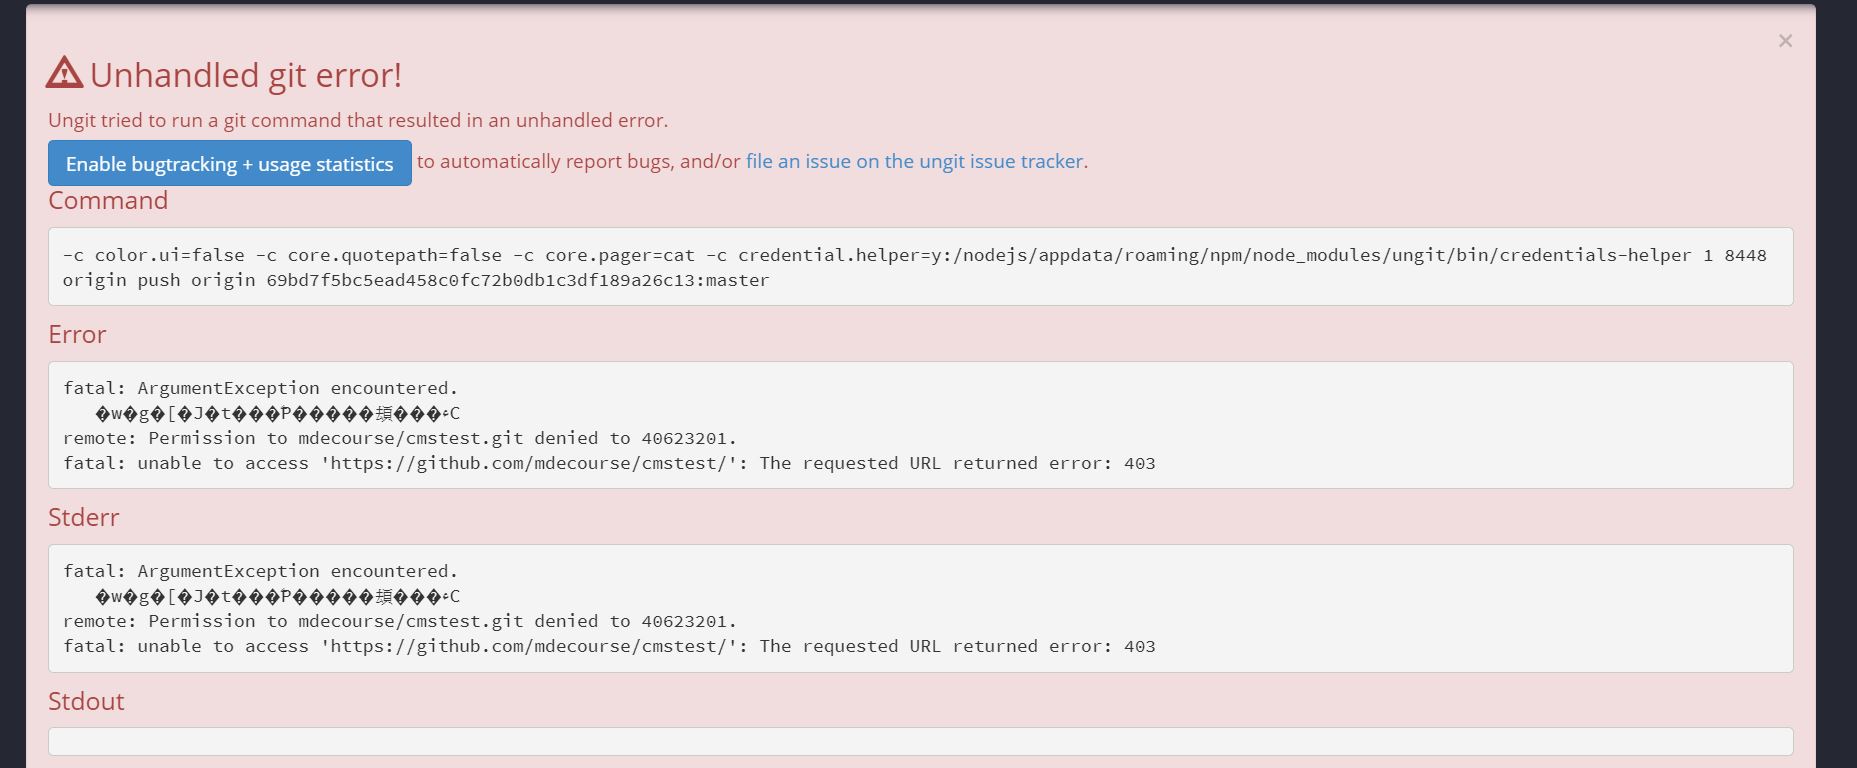 Unhandled git error!
Ungit tried to run a git command that resulted in an unhandled error.
Enable bugtracking + usage statistics to automatically report bugs, and/or file an issue on the ungit issue tracker.
Command
-c color.ui=false -c core.quotepath=false -c core.pager=cat -c credential.helper=y:/nodejs/appdata/roaming/npm/node_modules/ungit/bin/credentials-helper 1 8448
origin push origin 69bd7f5bc5ead458c0fc72b0db1c3df189a26c13:master
Error
fatal: ArgumentException encountered.
remote: Permission to mdecourse/cmstest.git denied to 40623201.
fatal: unable to access 'https://github.com/mdecourse/cmstest/': The requested URL returned error: 403
Stderr
fatal: ArgumentException encountered.
remote: Permission to mdecourse/cmstest.git denied to 40623201.
fatal: unable to access 'https://github.com/mdecourse/cmstest/': The requested URL returned error: 403
Stdout